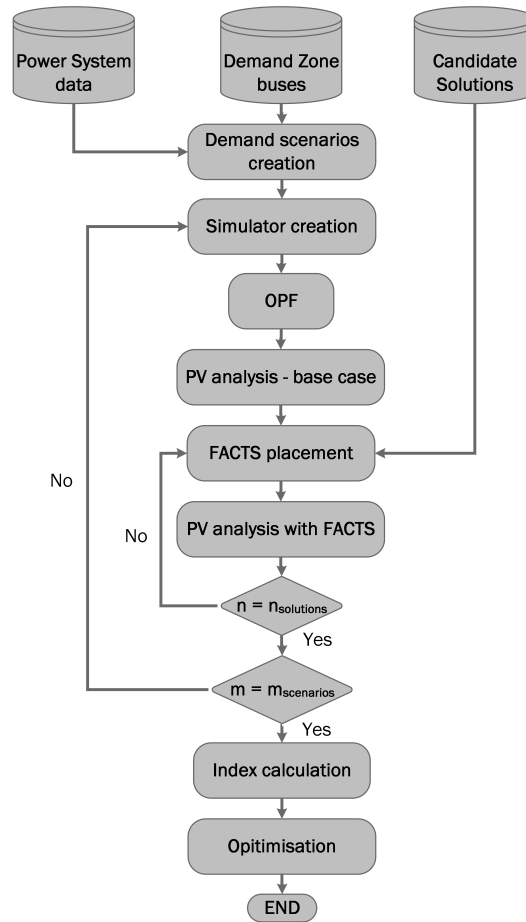 Power System
data
Demand Zone
buses
Candidate
Solutions
Demand scenarios
creation
Simulator creation
OPF
PV analysis - base case
FACTS placement
No
PV analysis with FACTS
No
n = nsolutions
Yes
m = mscenarios
Yes
Index calculation
Opitimisation
END